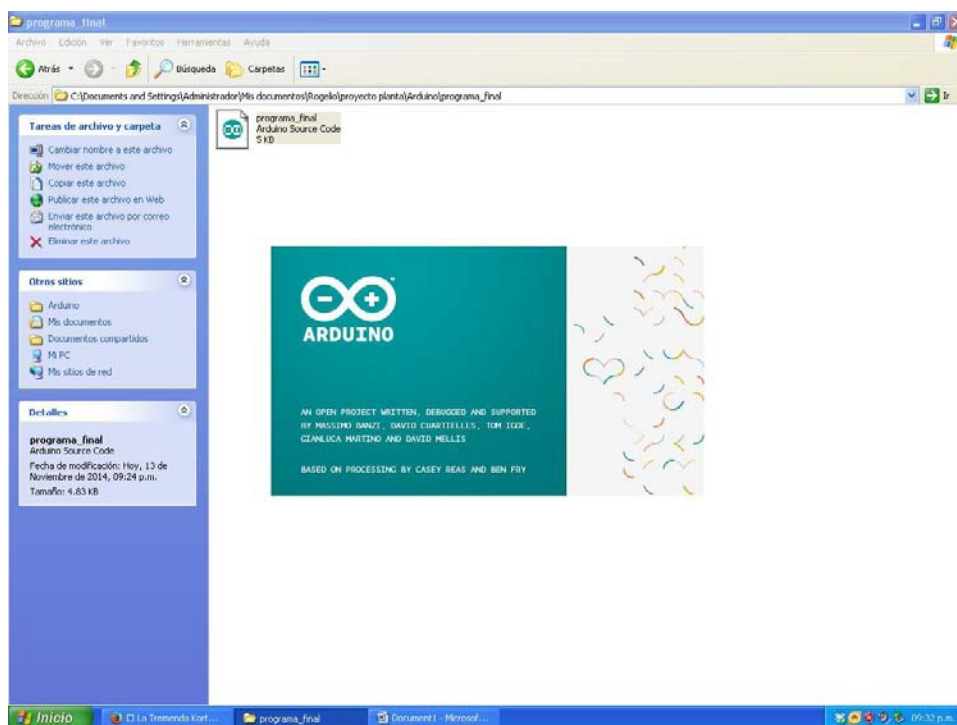 programa_final
Archivo Edición Ver Favoritos Herramientas Ayuda
Atrás Búsqueda Carpetas
Dirección C:\Documents and Settings\Administrador\Mis documentos\Rogelio\proyecto planta\Arduino\programa_final Ir
Tareas de archivo y carpeta
Cambiar nombre a este archivo
Mover este archivo
Copiar este archivo
Publicar este archivo en Web
Enviar este archivo por correo
electrónico
Eliminar este archivo
Otros sitios
Arduino
Mis documentos
Documentos compartidos
Mi PC
Mis sitios de red
Detalles
programa_final
Arduino Source Code
Fecha de modificación: Hoy, 13 de
Noviembre de 2014, 09:24 p.m.
Tamaño: 4.83 KB
programa_final
Arduino Source Code
5 KB
ARDUINO
AN OPEN PROJECT WRITTEN, DEBUGGED AND SUPPORTED
BY MASSIMO BANZI, DAVID CUARTIELLES, TOM IGOE,
GIANLUCA MARTINO AND DAVID MELLIS
BASED ON PROCESSING BY CASEY REAS AND BEN FRY
Inicio La Tremenda Kort... programa_final Document1 - Microsof... 09:32 p.m.